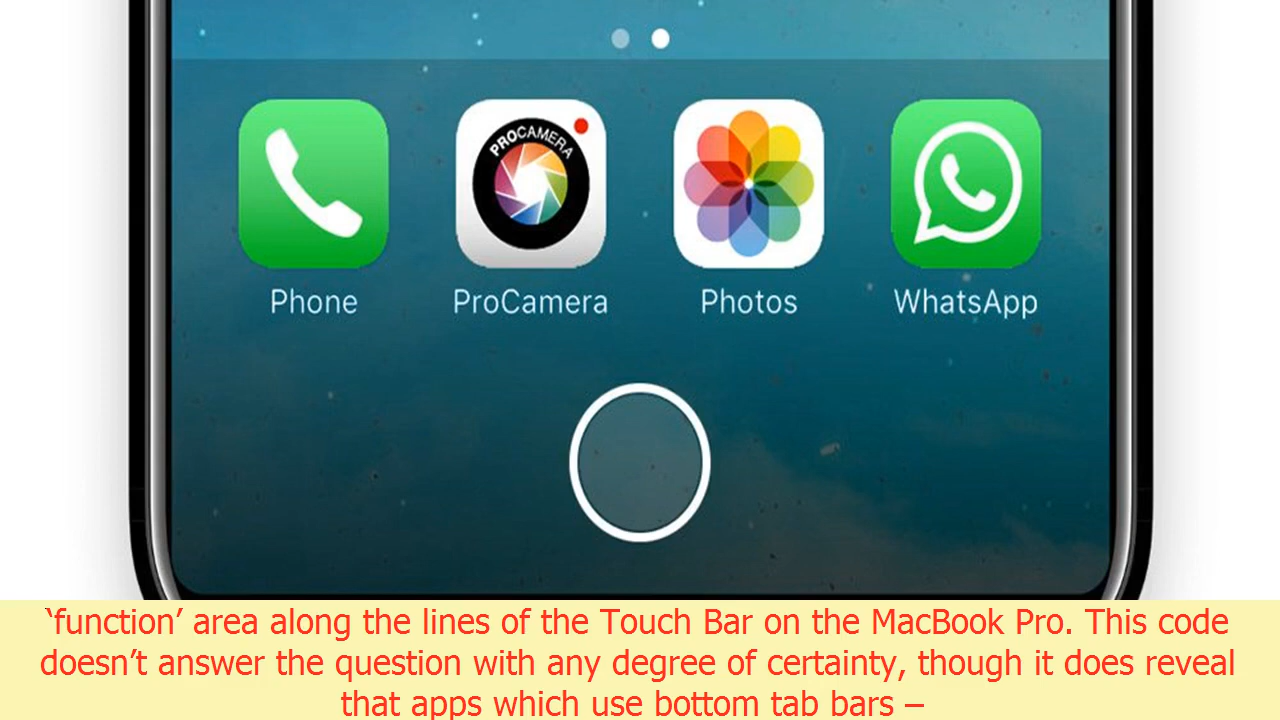 PROCAMERA
Phone ProCamera Photos WhatsApp
‘function’ area along the lines of the Touch Bar on the MacBook Pro. This code
doesn’t answer the question with any degree of certainty, though it does reveal
that apps which use bottom tab bars –